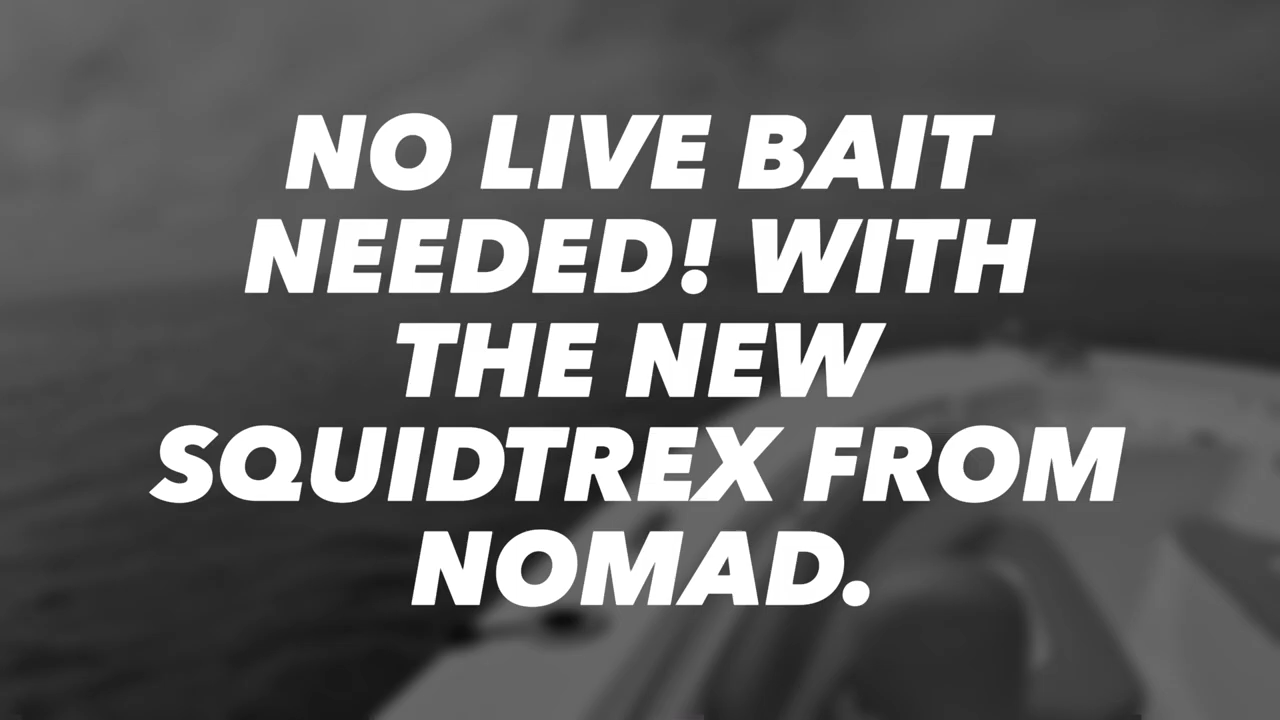 NO LIVE BAIT
NEEDED! WITH
THE NEW
SQUIDTREX FROM
NOMAD.